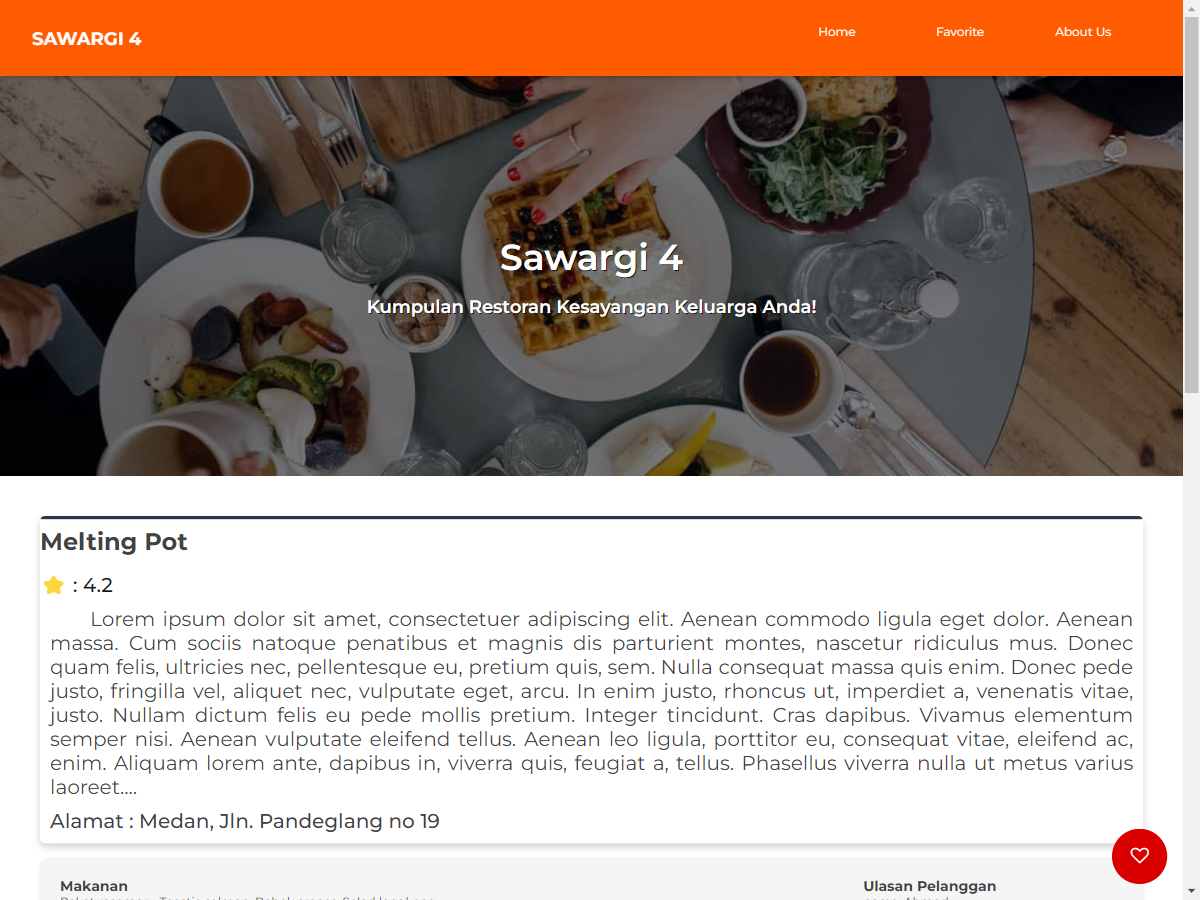 SAWARGI 4
Home
Favorite
About Us
Sawargi 4
Kumpulan Restoran Kesayangan Keluarga Anda!
Melting Pot
: 4.2
Lorem ipsum dolor sit amet, consectetuer adipiscing elit. Aenean commodo ligula eget dolor. Aenean
massa. Cum sociis natoque penatibus et magnis dis parturient montes, nascetur ridiculus mus. Donec
quam felis, ultricies nec, pellentesque eu, pretium quis, sem. Nulla consequat massa quis enim. Donec pede
justo, fringilla vel, aliquet nec, vulputate eget, arcu. In enim justo, rhoncus ut, imperdiet a, venenatis vitae,
justo. Nullam dictum felis eu pede mollis pretium. Integer tincidunt. Cras dapibus. Vivamus elementum
semper nisi. Aenean vulputate eleifend tellus. Aenean leo ligula, porttitor eu, consequat vitae, eleifend ac,
enim. Aliquam lorem ante, dapibus in, viverra quis, feugiat a, tellus. Phasellus viverra nulla ut metus varius
laoreet....
Alamat : Medan, Jln. Pandeglang no 19
Makanan
Ulasan Pelanggan